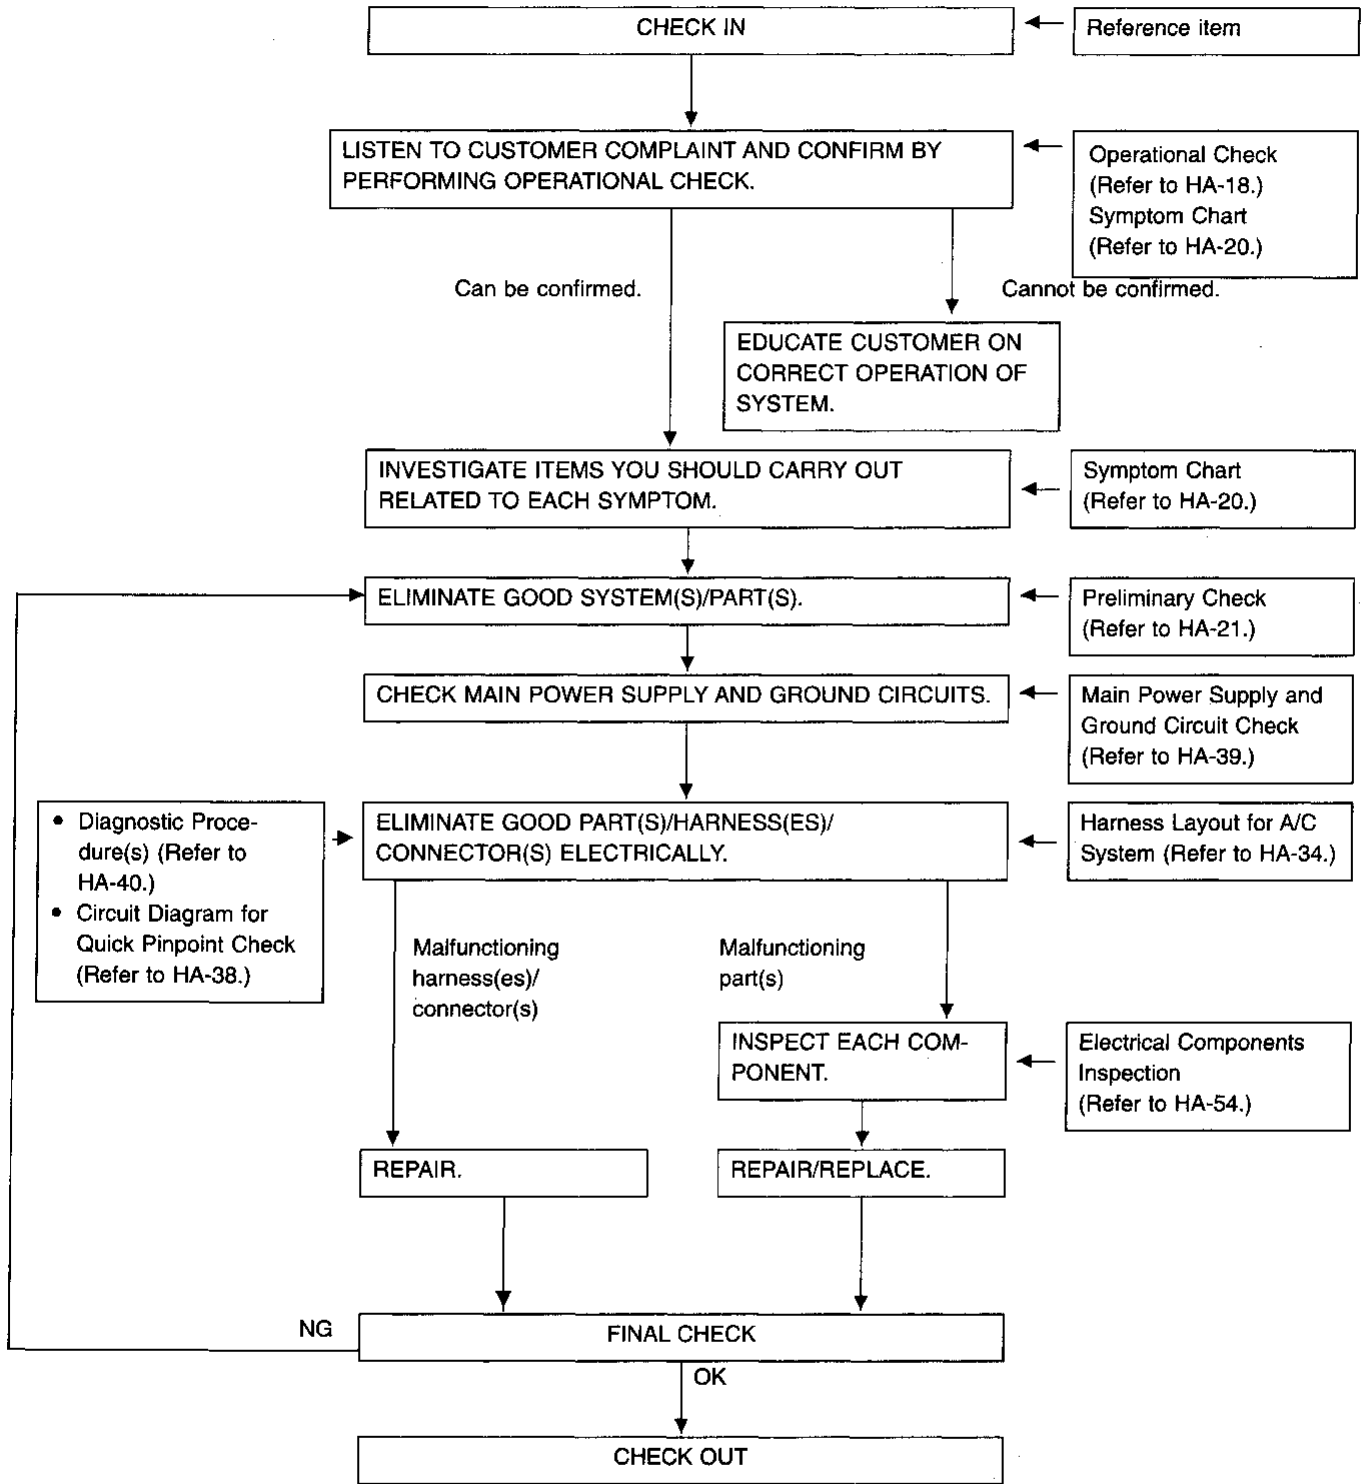 CHECK IN
Reference item
LISTEN TO CUSTOMER COMPLAINT AND CONFIRM BY
PERFORMING OPERATIONAL CHECK.
Operational Check
(Refer to HA-18.)
Symptom Chart
(Refer to HA-20.)
Can be confirmed.
Cannot be confirmed.
EDUCATE CUSTOMER ON
CORRECT OPERATION OF
SYSTEM.
INVESTIGATE ITEMS YOU SHOULD CARRY OUT
RELATED TO EACH SYMPTOM.
Symptom Chart
(Refer to HA-20.)
ELIMINATE GOOD SYSTEM(S)/PART(S).
Preliminary Check
(Refer to HA-21.)
CHECK MAIN POWER SUPPLY AND GROUND CIRCUITS.
Main Power Supply and
Ground Circuit Check
(Refer to HA-39.)
• Diagnostic Proce-
dure(s) (Refer to
HA-40.)
• Circuit Diagram for
Quick Pinpoint Check
(Refer to HA-38.)
ELIMINATE GOOD PART(S)/HARNESS(ES)/
CONNECTOR(S) ELECTRICALLY.
Harness Layout for A/C
System (Refer to HA-34.)
Malfunctioning
harness(es)/
connector(s)
Malfunctioning
part(s)
INSPECT EACH COM-
PONENT.
Electrical Components
Inspection
(Refer to HA-54.)
REPAIR.
REPAIR/REPLACE.
NG
FINAL CHECK
OK
CHECK OUT